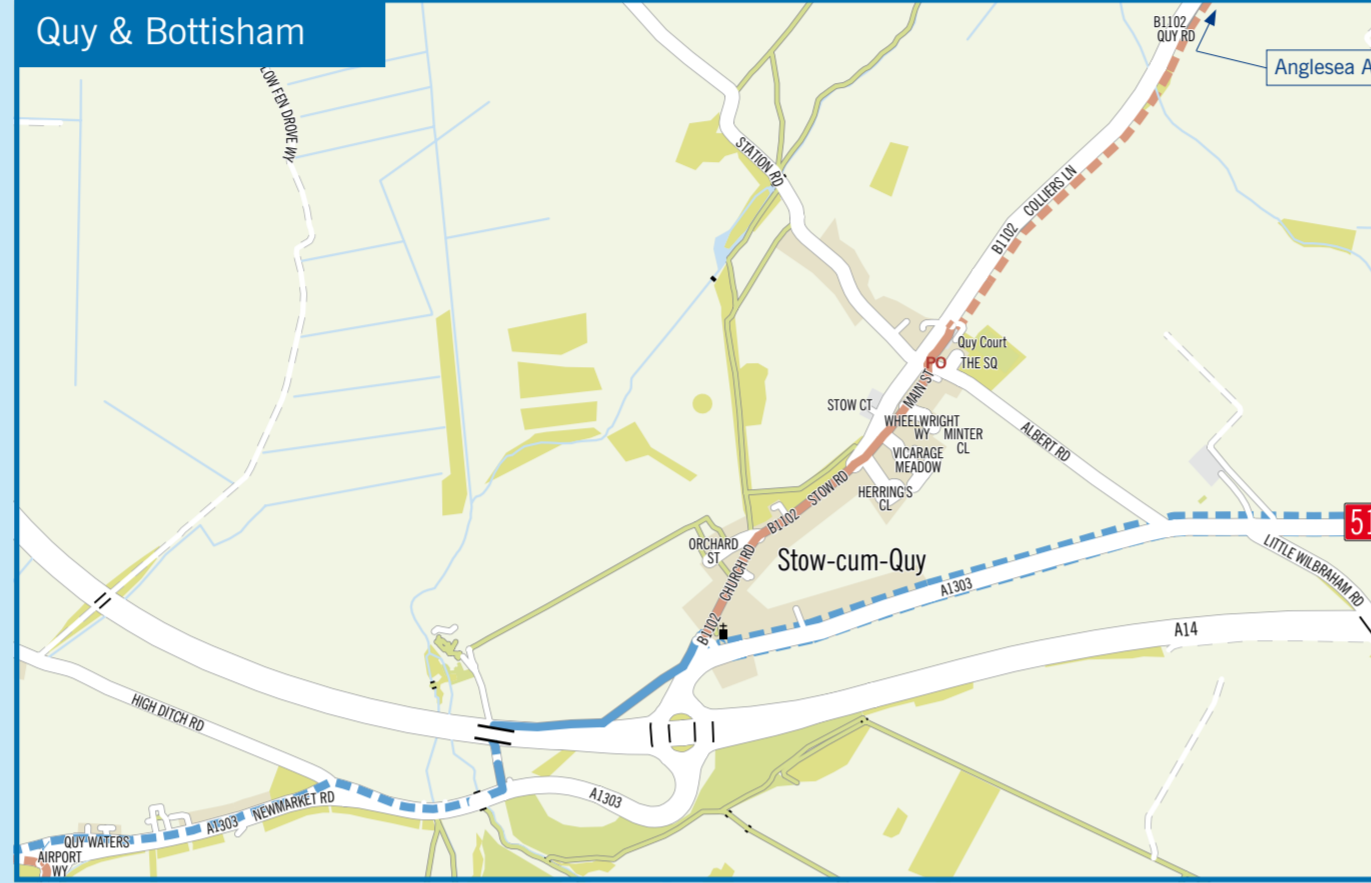 Quy & Bottisham
B1102
QUY RD
Anglesea A
LOW FEN DROVE WY
STATION RD
B1102
COLLIERS LN
Quy Court
PO
THE SQ
MAIN ST
STOW CT
WHEELWRIGHT
WY
MINTER
CL
ALBERT RD
VICARAGE
MEADOW
HERRING'S
CL
B1102
STOW RD
51
ORCHARD
ST
CHURCH RD
Stow-cum-Quy
LITTLE WILBRAHAM RD
A1303
B1102
A14
HIGH DITCH RD
A1303
A1303
NEWMARKET RD
QUY WATERS
AIRPORT
WY